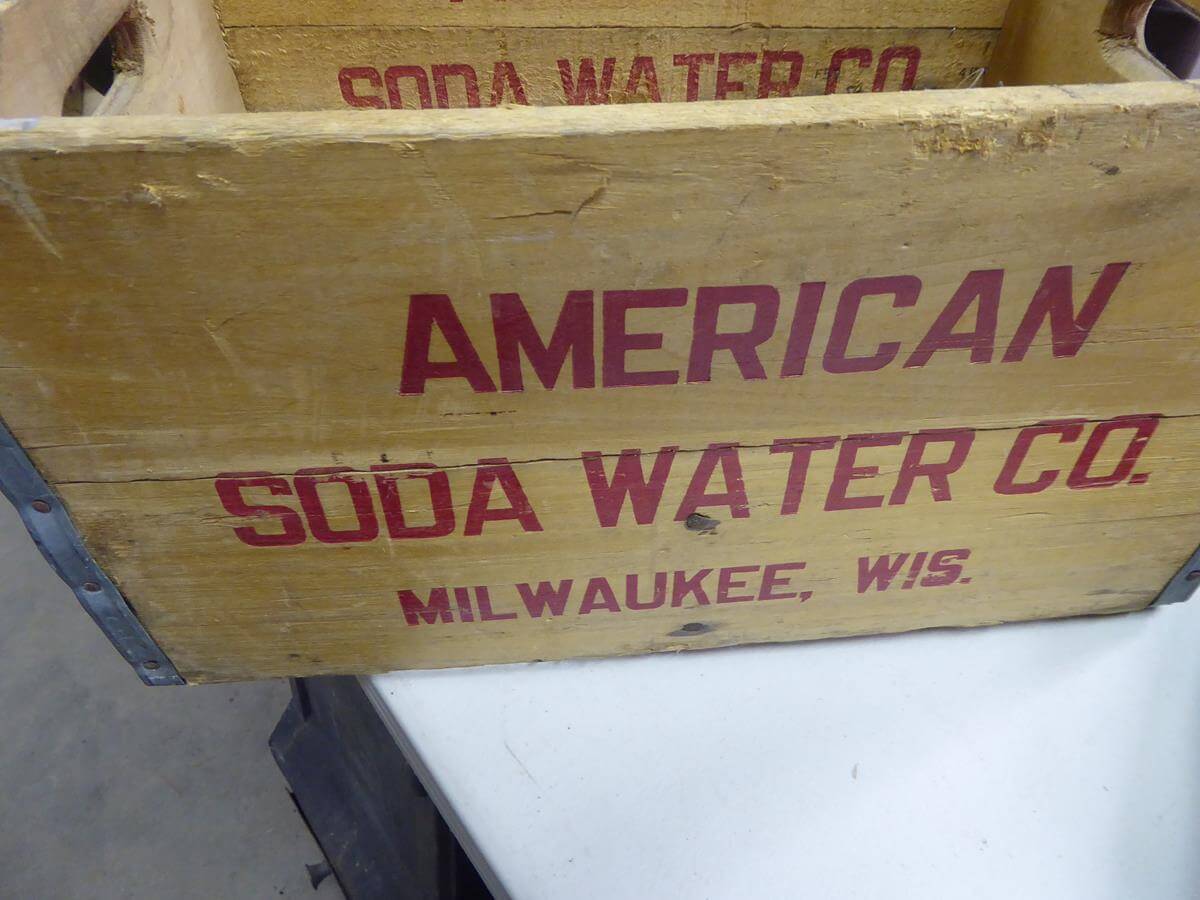 SODA WATER CO
AMERICAN
SODA WATER CO.
MILWAUKEE, WIS.